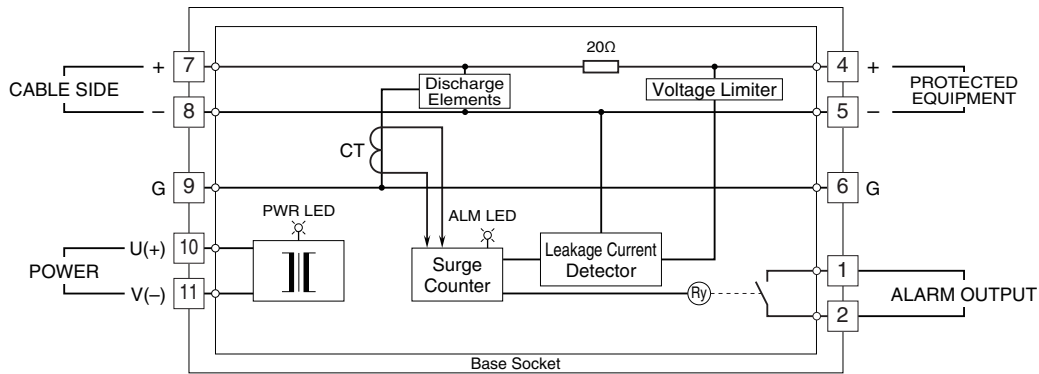 20Ω
+ 7
4 +
CABLE SIDE
Discharge
Elements
Voltage Limiter
PROTECTED
EQUIPMENT
– 8
5 –
CT
G 9
6 G
PWR LED
ALM LED
U(+) 10
POWER
V(–) 11
Surge
Counter
Leakage Current
Detector
Ry
1
ALARM OUTPUT
2
Base Socket